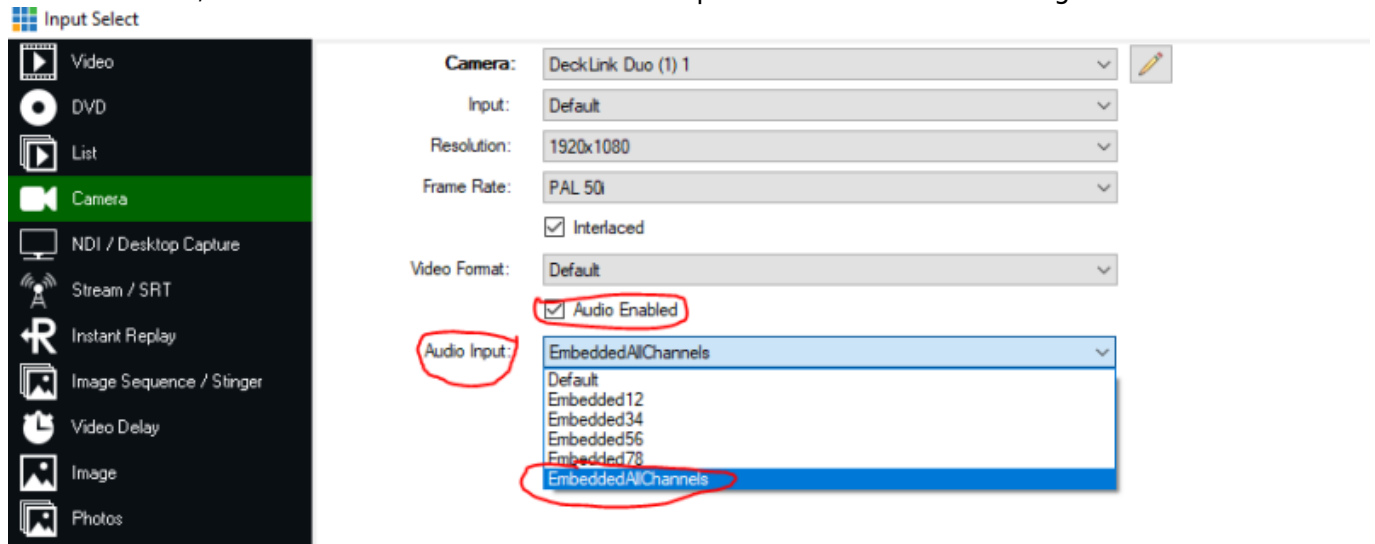 Input Select
Video
DVD
List
Camera
NDI / Desktop Capture
Stream / SRT
Instant Replay
Image Sequence / Stinger
Video Delay
Image
Photos
Camera: DeckLink Duo (1) 1
Input: Default
Resolution: 1920x1080
Frame Rate: PAL 50i
Interlaced
Video Format: Default
Audio Enabled
Audio Input: EmbeddedAllChannels
Default
Embedded12
Embedded34
Embedded56
Embedded78
EmbeddedAllChannels